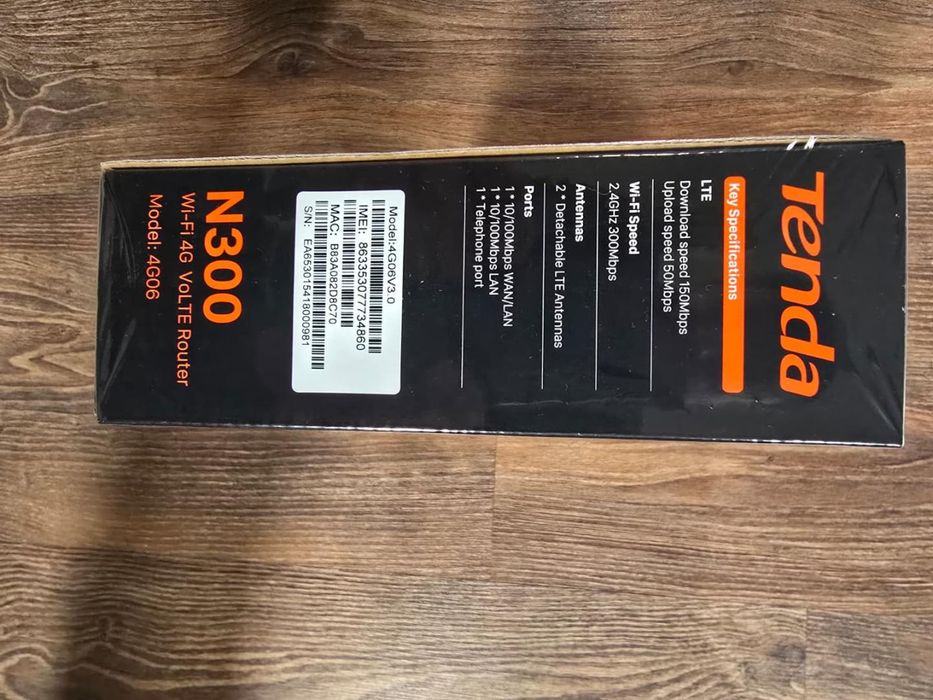 Tenda
Key Specifications
LTE
Download speed 150Mbps
Upload speed 50Mbps
Wi-Fi Speed
2.4GHz 300Mbps
Antennas
2 * Detachable LTE Antennas
Ports
1 * 10/100Mbps WAN/LAN
1 * 10/100Mbps LAN
1 * Telephone port
Model:4G06V3.0
IMEI: 863353077734860
MAC: B83A082D8C70
S/N: EA653015418000981
N300
Wi-Fi 4G VoLTE Router
Model: 4G06